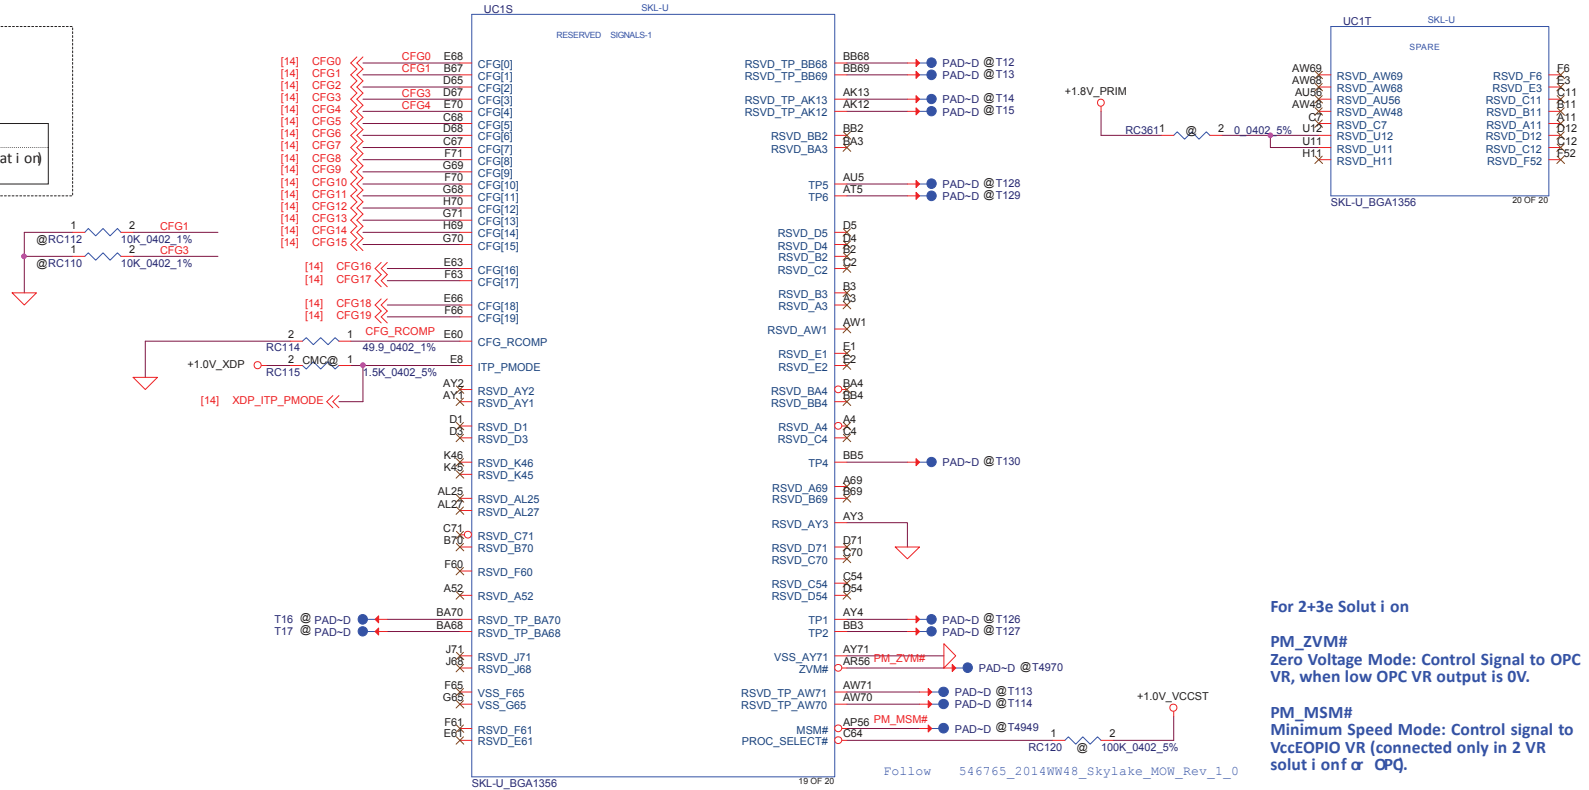 UC1S SKL-U
RESERVED SIGNALS-1
[14] CFG0 CFG0 E68 CFG[0]
[14] CFG1 CFG1 B67 CFG[1]
[14] CFG2 D65 CFG[2]
[14] CFG3 CFG3 D67 CFG[3]
[14] CFG4 CFG4 E70 CFG[4]
[14] CFG5 C68 CFG[5]
[14] CFG6 D68 CFG[6]
[14] CFG7 C67 CFG[7]
[14] CFG8 F71 CFG[8]
[14] CFG9 G69 CFG[9]
[14] CFG10 F70 CFG[10]
[14] CFG11 G68 CFG[11]
[14] CFG12 H70 CFG[12]
[14] CFG13 G71 CFG[13]
[14] CFG14 H69 CFG[14]
[14] CFG15 G70 CFG[15]
[14] CFG16 E63 CFG[16]
[14] CFG17 F63 CFG[17]
[14] CFG18 E66 CFG[18]
[14] CFG19 F66 CFG[19]
at i on)
1 2 CFG1
@RC112 10K_0402_1%
1 2 CFG3
@RC110 10K_0402_1%
2 1 CFG_RCOMP E60 CFG_RCOMP
RC114 49.9_0402_1%
+1.0V_XDP 2 CMC@ 1 E8 ITP_PMODE
RC115 1.5K_0402_5%
[14] XDP_ITP_PMODE
AY2 RSVD_AY2
AY1 RSVD_AY1
D1 RSVD_D1
D3 RSVD_D3
K46 RSVD_K46
K45 RSVD_K45
AL25 RSVD_AL25
AL27 RSVD_AL27
C71 RSVD_C71
B70 RSVD_B70
F60 RSVD_F60
A52 RSVD_A52
T16 @ PAD~D BA70 RSVD_TP_BA70
T17 @ PAD~D BA68 RSVD_TP_BA68
J71 RSVD_J71
J68 RSVD_J68
F65 VSS_F65
G65 VSS_G65
F61 RSVD_F61
E61 RSVD_E61
RSVD_TP_BB68 BB68 PAD~D @T12
RSVD_TP_BB69 BB69 PAD~D @T13
RSVD_TP_AK13 AK13 PAD~D @T14
RSVD_TP_AK12 AK12 PAD~D @T15
RSVD_BB2 BB2
RSVD_BA3 BA3
TP5 AU5 PAD~D @T128
TP6 AT5 PAD~D @T129
RSVD_D5 D5
RSVD_D4 D4
RSVD_B2 B2
RSVD_C2 C2
RSVD_B3 B3
RSVD_A3 A3
RSVD_AW1 AW1
RSVD_E1 E1
RSVD_E2 E2
RSVD_BA4 BA4
RSVD_BB4 BB4
RSVD_A4 A4
RSVD_C4 C4
TP4 BB5 PAD~D @T130
RSVD_A69 A69
RSVD_B69 B69
RSVD_AY3 AY3
RSVD_D71 D71
RSVD_C70 C70
RSVD_C54 C54
RSVD_D54 D54
TP1 AY4 PAD~D @T126
TP2 BB3 PAD~D @T127
VSS_AY71 AY71
ZVM# AR56 PM_ZVM# PAD~D @T4970
RSVD_TP_AW71 AW71 PAD~D @T113
RSVD_TP_AW70 AW70 PAD~D @T114
MSM# AP56 PM_MSM# PAD~D @T4949
PROC_SELECT# C64
1 2 +1.0V_VCCST
RC120 @ 100K_0402_5%
SKL-U_BGA1356 19 OF 20
Follow 546765_2014WW48_Skylake_MOW_Rev_1_0
UC1T SKL-U
SPARE
+1.8V_PRIM
RC361 1 @ 2 0_0402_5%
AW69 RSVD_AW69 RSVD_F6 F6
AW68 RSVD_AW68 RSVD_E3 E3
AU56 RSVD_AU56 RSVD_C11 C11
AW48 RSVD_AW48 RSVD_B11 B11
C7 RSVD_C7 RSVD_A11 A11
U12 RSVD_U12 RSVD_D12 D12
U11 RSVD_U11 RSVD_C12 C12
H11 RSVD_H11 RSVD_F52 F52
SKL-U_BGA1356 20 OF 20
For 2+3e Solut i on
PM_ZVM#
Zero Voltage Mode: Control Signal to OPC
VR, when low OPC VR output is 0V.
PM_MSM#
Minimum Speed Mode: Control signal to
VccEOPIO VR (connected only in 2 VR
solut i on f or OPC).